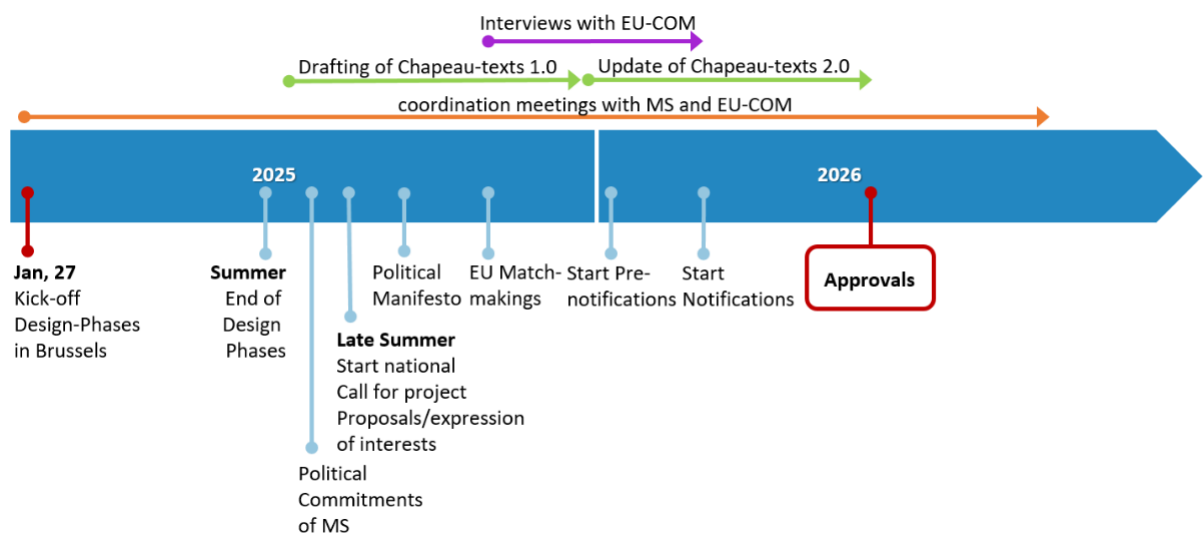 Interviews with EU-COM
Drafting of Chapeau-texts 1.0
Update of Chapeau-texts 2.0
coordination meetings with MS and EU-COM
2025
2026
Jan, 27
Kick-off
Design-Phases
in Brussels
Summer
End of
Design
Phases
Political
Commitments
of MS
Late Summer
Start national
Call for project
Proposals/expression
of interests
Political
Manifesto
EU Match-
makings
Start Pre-
notifications
Start
Notifications
Approvals